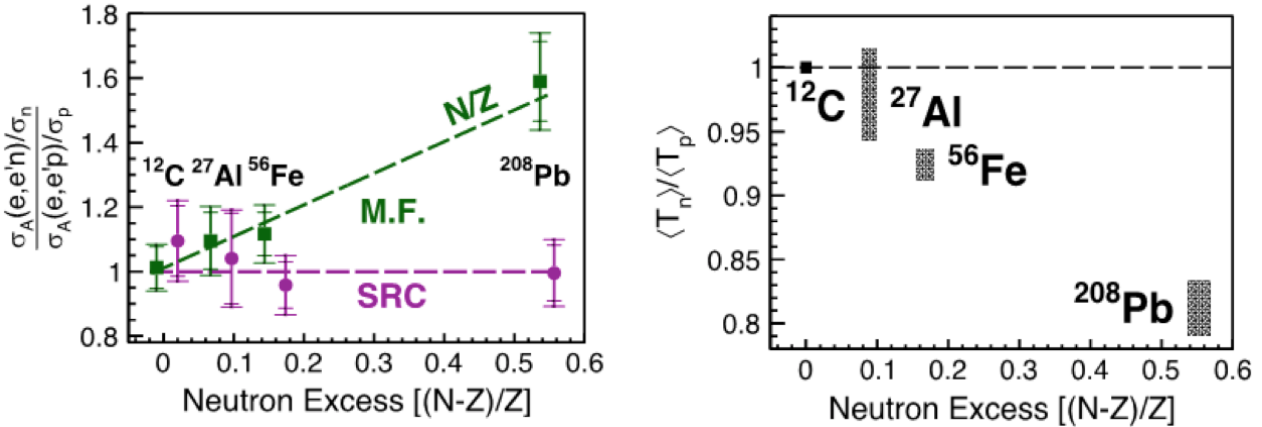 σA(e,e'n)/σn
σA(e,e'p)/σp
1.8
1.6
1.4
1.2
1
0.8
N/Z
¹²C ²⁷Al ⁵⁶Fe
²⁰⁸Pb
M.F.
SRC
0 0.1 0.2 0.3 0.4 0.5 0.6
Neutron Excess [(N-Z)/Z]
⟨Tn⟩/⟨Tp⟩
1
0.95
0.9
0.85
0.8
¹²C
²⁷Al
⁵⁶Fe
²⁰⁸Pb
0 0.1 0.2 0.3 0.4 0.5 0.6
Neutron Excess [(N-Z)/Z]